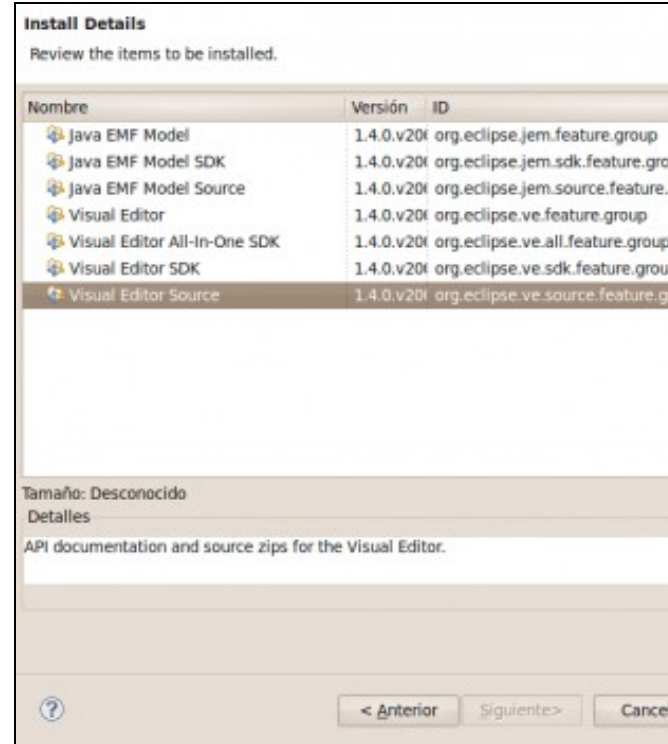 Install Details
Review the items to be installed.
Nombre Versión ID
Java EMF Model 1.4.0.v20 org.eclipse.jem.feature.group
Java EMF Model SDK 1.4.0.v20 org.eclipse.jem.sdk.feature.gro
Java EMF Model Source 1.4.0.v20 org.eclipse.jem.source.feature.
Visual Editor 1.4.0.v20 org.eclipse.ve.feature.group
Visual Editor All-In-One SDK 1.4.0.v20 org.eclipse.ve.all.feature.group
Visual Editor SDK 1.4.0.v20 org.eclipse.ve.sdk.feature.grou
Visual Editor Source 1.4.0.v20 org.eclipse.ve.source.feature.g
Tamaño: Desconocido
Detalles
API documentation and source zips for the Visual Editor.
? < Anterior Siguiente> Cancel